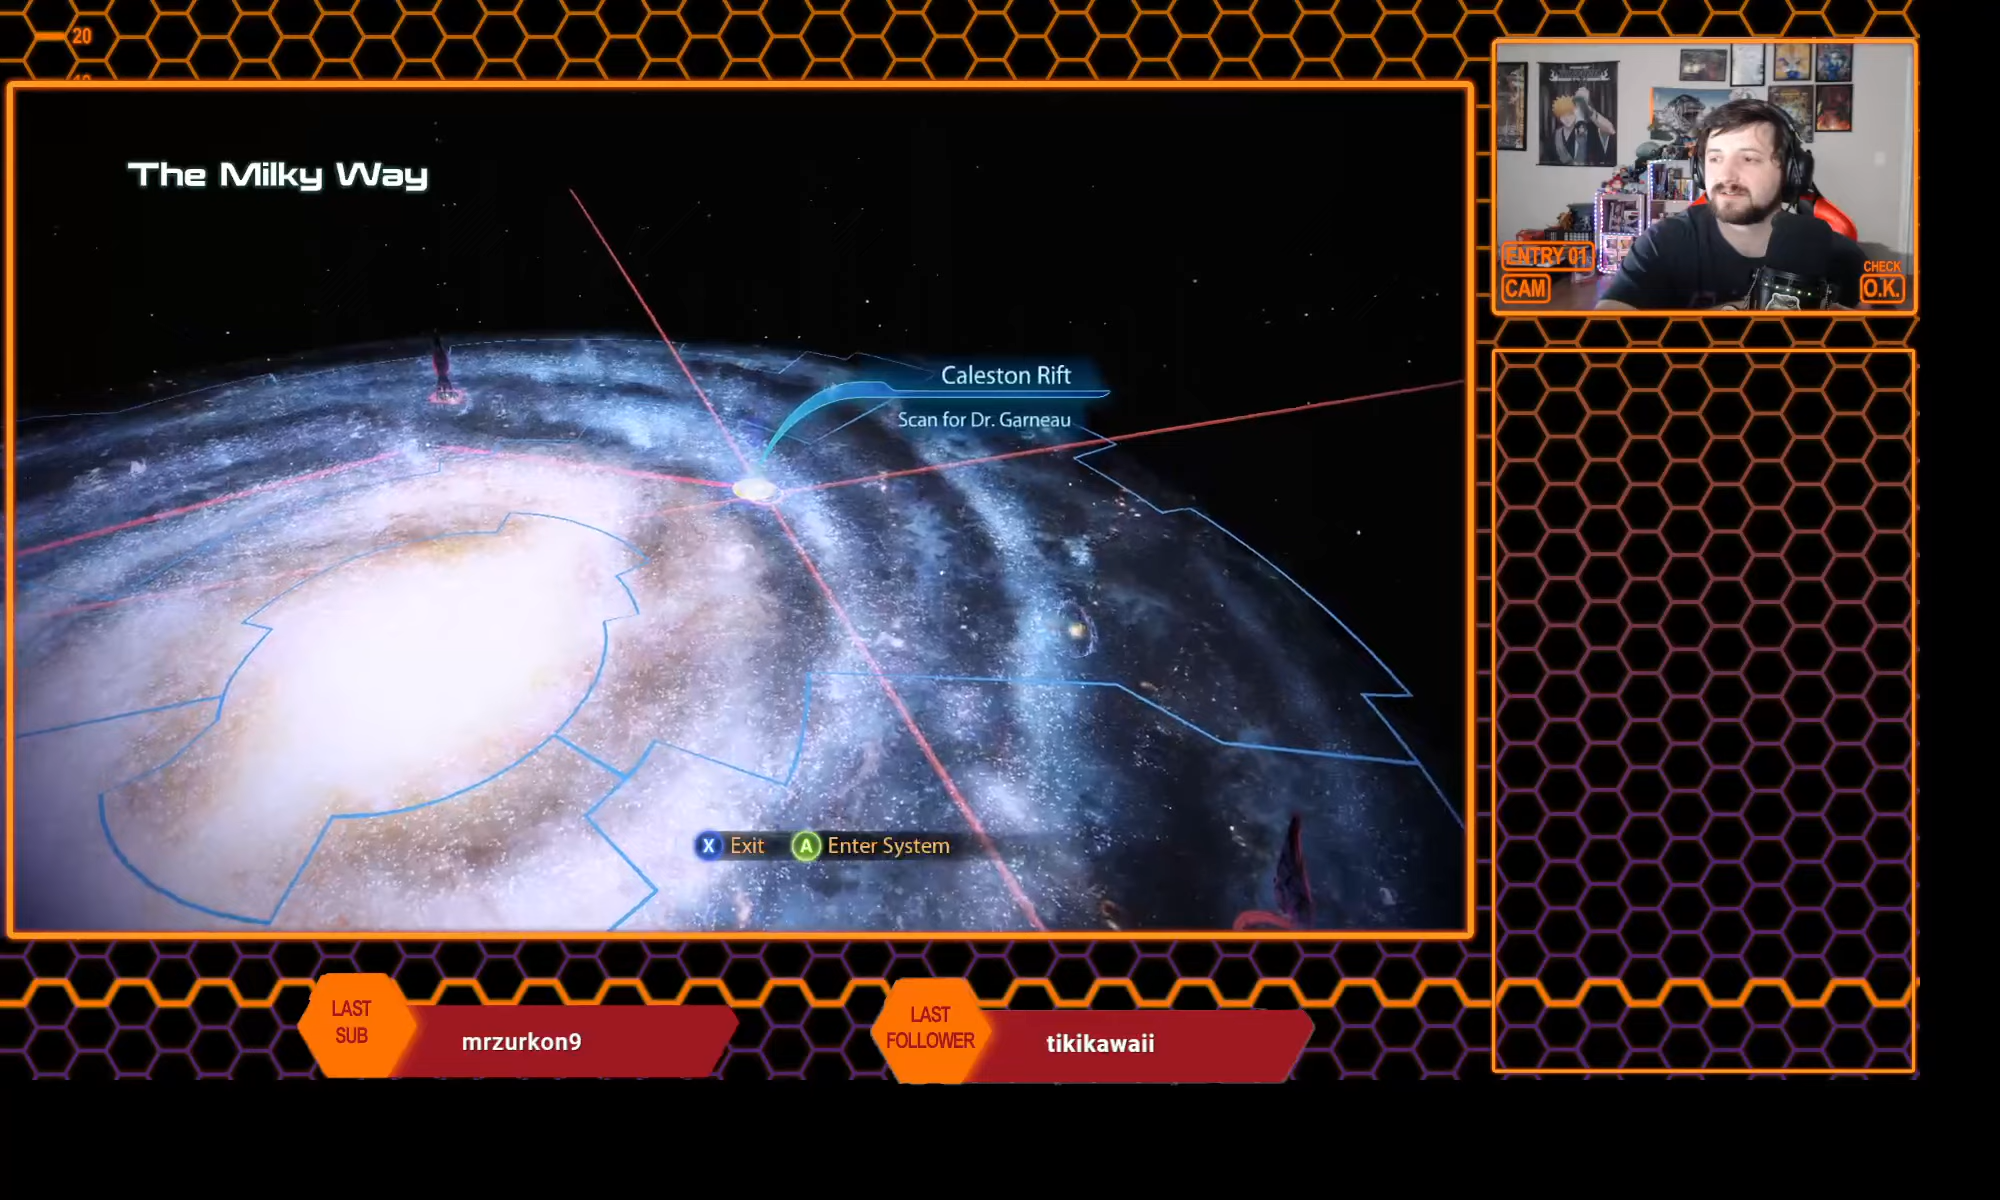 20
The Milky Way
Caleston Rift
Scan for Dr. Garneau
X Exit A Enter System
ENTRY 01
CAM
CHECK
O.K.
LAST
SUB
mrzurkon9
LAST
FOLLOWER
tikikawaii